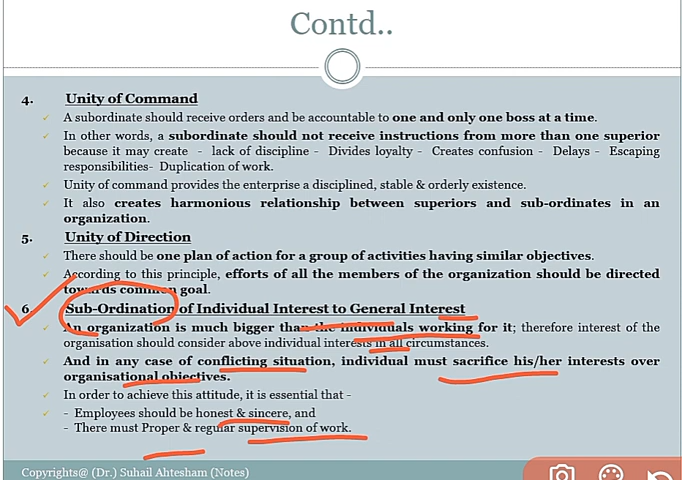 Contd..
4. Unity of Command
A subordinate should receive orders and be accountable to one and only one boss at a time.
In other words, a subordinate should not receive instructions from more than one superior
because it may create - lack of discipline - Divides loyalty - Creates confusion - Delays - Escaping
responsibilities- Duplication of work.
Unity of command provides the enterprise a disciplined, stable & orderly existence.
It also creates harmonious relationship between superiors and sub-ordinates in an
organization.
5. Unity of Direction
There should be one plan of action for a group of activities having similar objectives.
According to this principle, efforts of all the members of the organization should be directed
towards common goal.
6. Sub-Ordination of Individual Interest to General Interest
An organization is much bigger than the individuals working for it; therefore interest of the
organisation should consider above individual interests in all circumstances.
And in any case of conflicting situation, individual must sacrifice his/her interests over
organisational objectives.
In order to achieve this attitude, it is essential that -
- Employees should be honest & sincere, and
- There must Proper & regular supervision of work.
Copyrights@ (Dr.) Suhail Ahtesham (Notes)